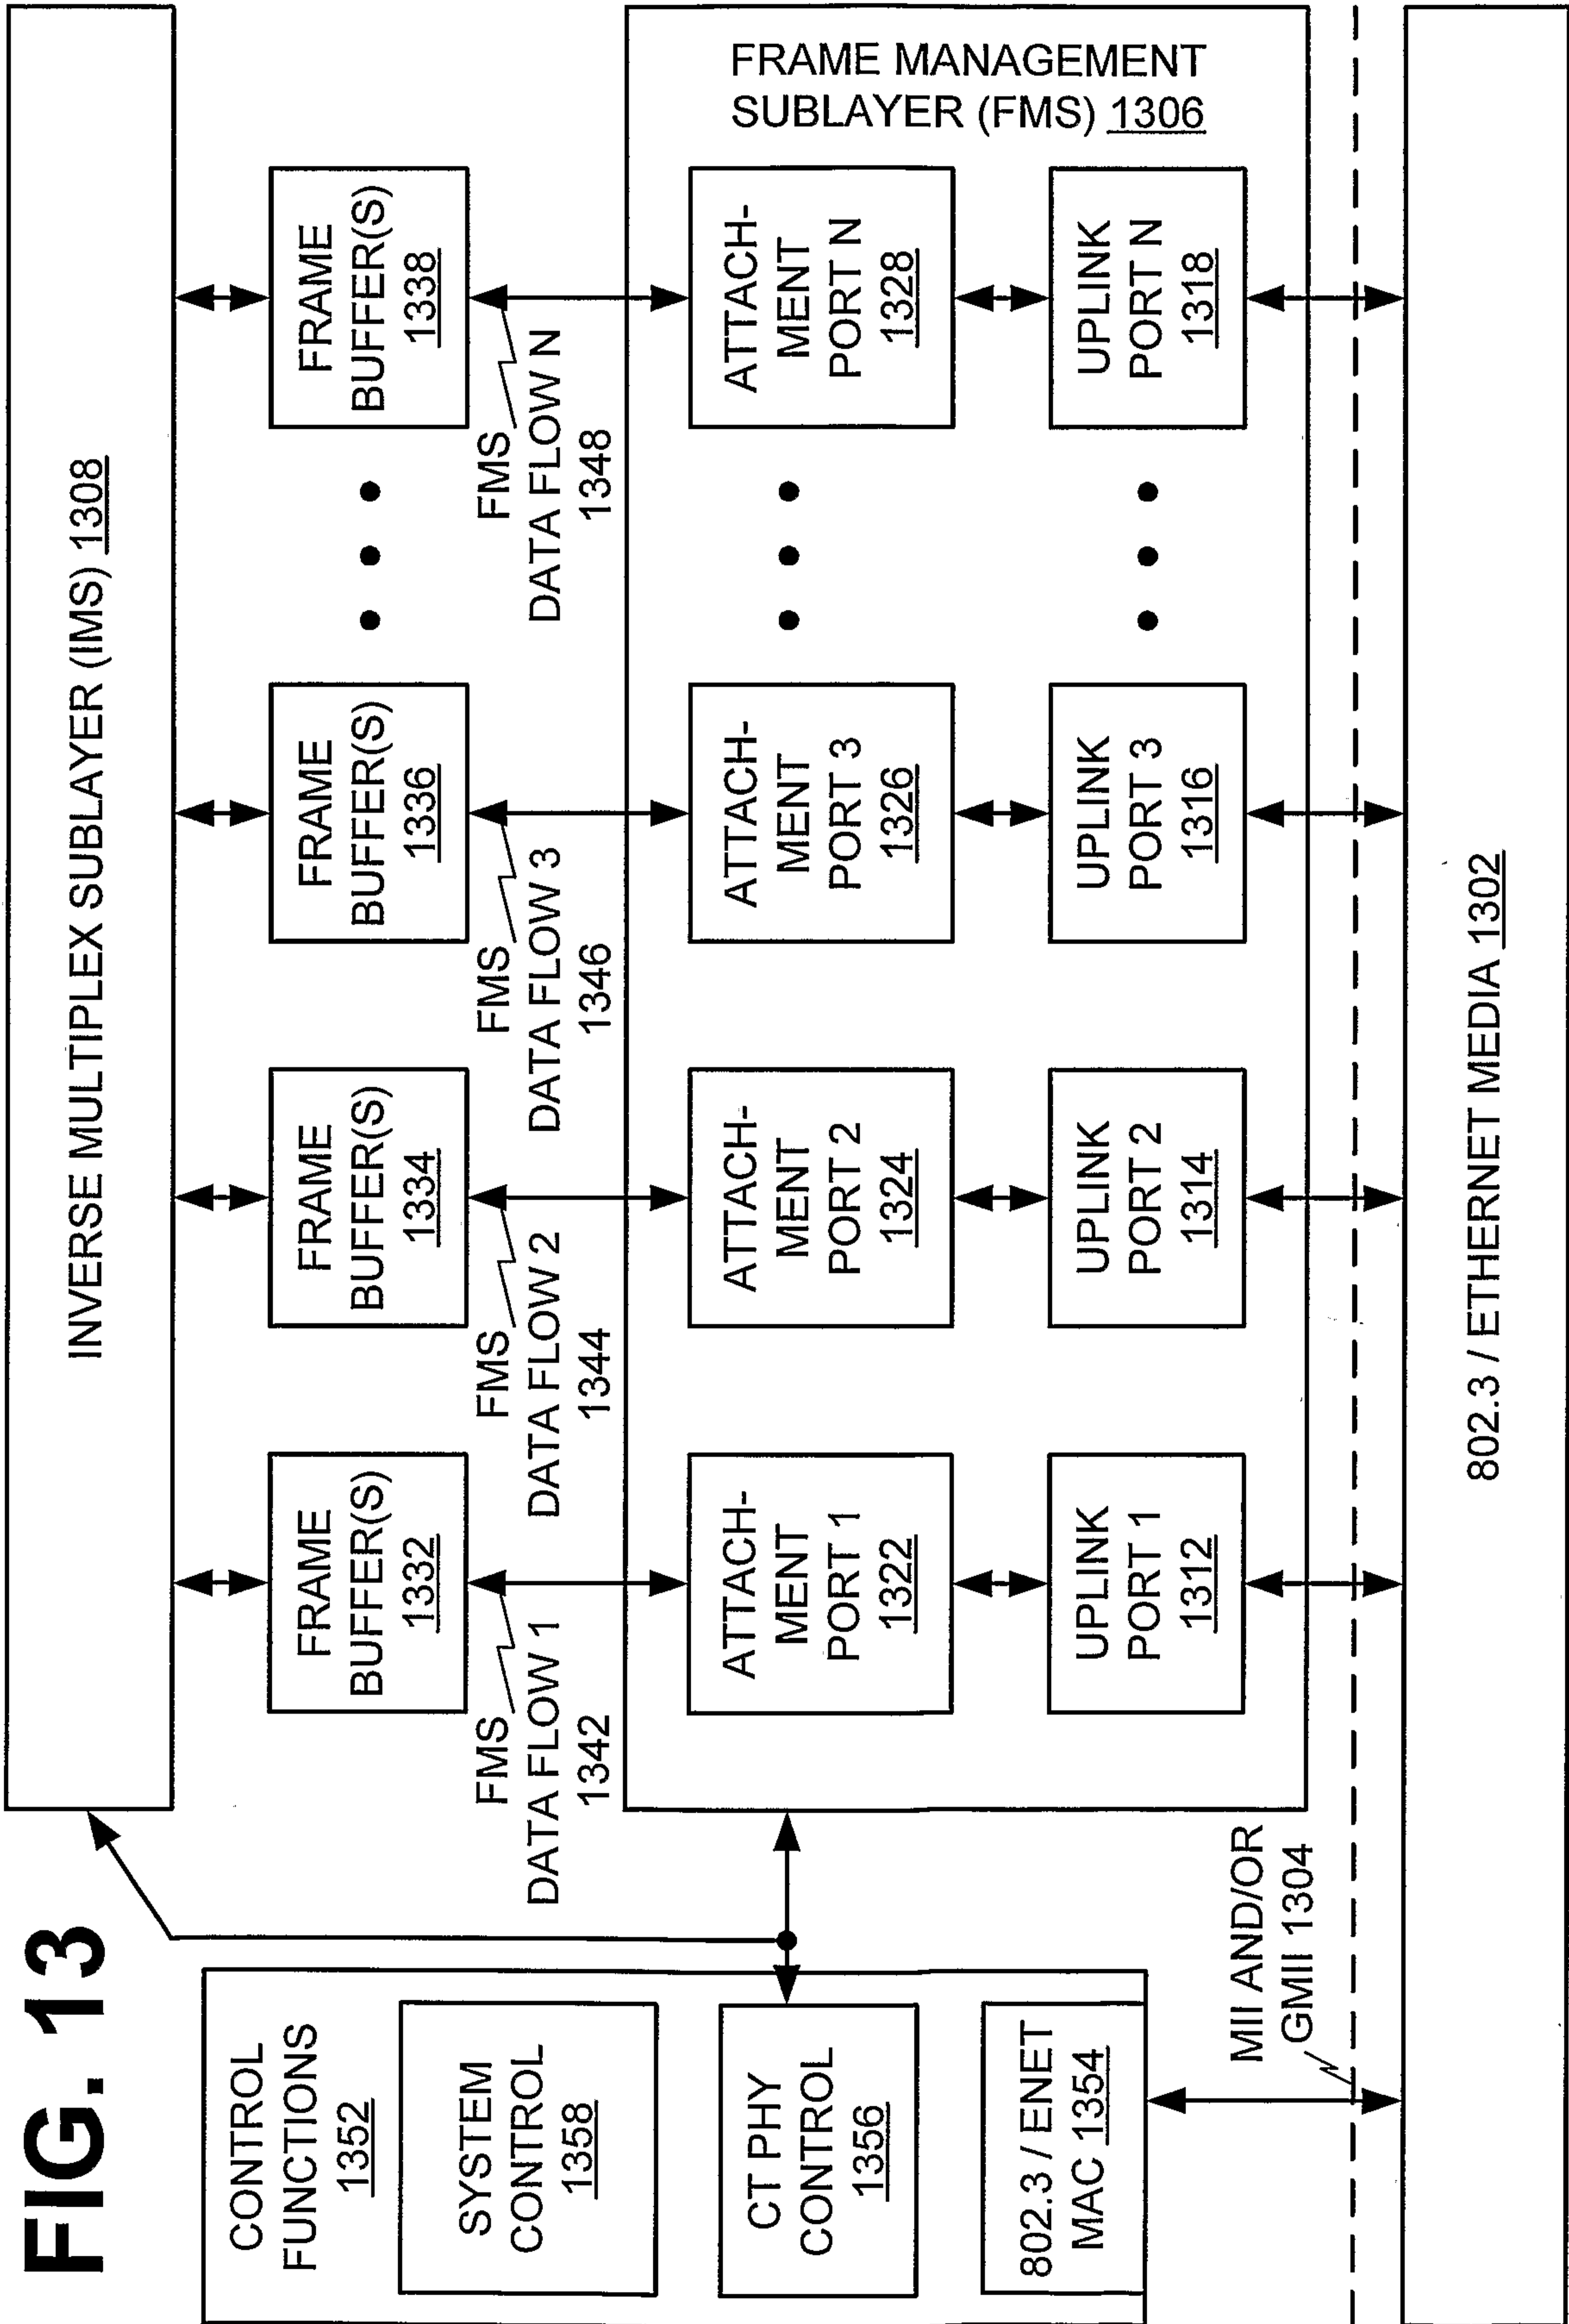 FIG. 13
INVERSE MULTIPLEX SUBLAYER (IMS) 1308
CONTROL
FUNCTIONS
1352
SYSTEM
CONTROL
1358
CT PHY
CONTROL
1356
802.3 / ENET
MAC 1354
FRAME
BUFFER(S)
1332
FRAME
BUFFER(S)
1334
FRAME
BUFFER(S)
1336
FRAME
BUFFER(S)
1338
FMS
DATA FLOW 1
1342
FMS
DATA FLOW 2
1344
FMS
DATA FLOW 3
1346
FMS
DATA FLOW N
1348
FRAME MANAGEMENT
SUBLAYER (FMS) 1306
ATTACH-
MENT
PORT 1
1322
ATTACH-
MENT
PORT 2
1324
ATTACH-
MENT
PORT 3
1326
ATTACH-
MENT
PORT N
1328
UPLINK
PORT 1
1312
UPLINK
PORT 2
1314
UPLINK
PORT 3
1316
UPLINK
PORT N
1318
MII AND/OR
GMII 1304
802.3 / ETHERNET MEDIA 1302